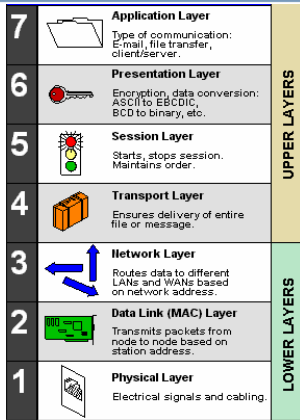 7
Application Layer
Type of communication:
E-mail, file transfer,
client/server.
6
Presentation Layer
Encryption, data conversion:
ASCII to EBCDIC,
BCD to binary, etc.
5
Session Layer
Starts, stops session.
Maintains order.
4
Transport Layer
Ensures delivery of entire
file or message.
UPPER LAYERS
3
Network Layer
Routes data to different
LANs and WANs based
on network address.
2
Data Link (MAC) Layer
Transmits packets from
node to node based on
station address.
1
Physical Layer
Electrical signals and cabling.
LOWER LAYERS